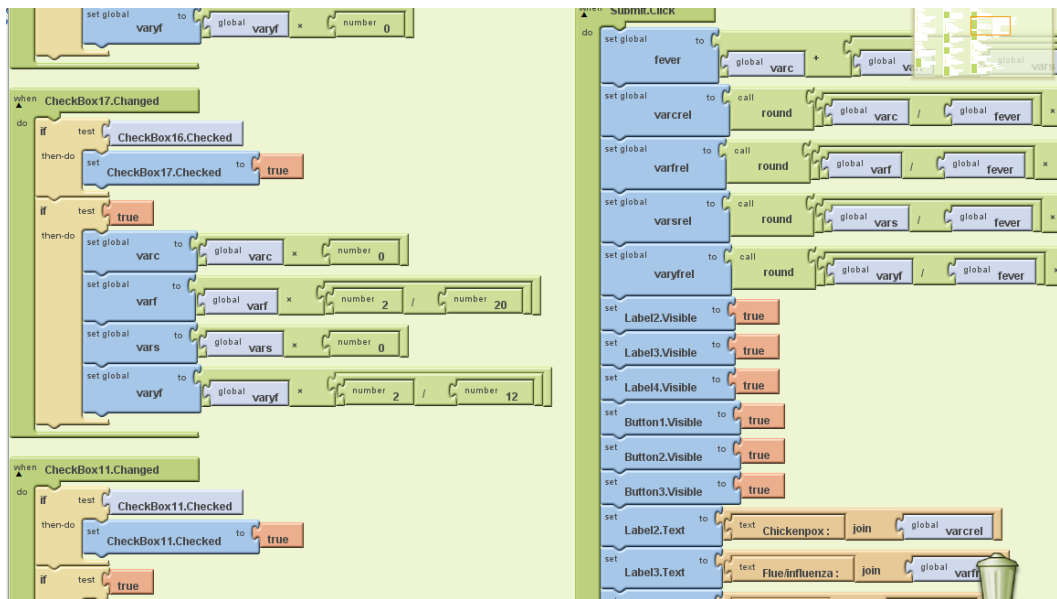 set global varyf to global varyf × number 0
when CheckBox17.Changed
do if test CheckBox16.Checked
then-do set CheckBox17.Checked to true
if test true
then-do set global varc to global varc × number 0
set global varf to global varf × number 2 / number 20
set global vars to global vars × number 0
set global varyf to global varyf × number 2 / number 12
when CheckBox11.Changed
do if test CheckBox11.Checked
then-do set CheckBox11.Checked to true
if test true
when Submit.Click
do set global fever to global varc + global global
set global varcrel to call round global varc / global fever ×
set global varfrel to call round global varf / global fever ×
set global varsrel to call round global vars / global fever ×
set global varyfrel to call round global varyf / global fever ×
set Label2.Visible to true
set Label3.Visible to true
set Label4.Visible to true
set Button1.Visible to true
set Button2.Visible to true
set Button3.Visible to true
set Label2.Text to text Chickenpox : join global varcrel
set Label3.Text to text Flue/influenza : join global